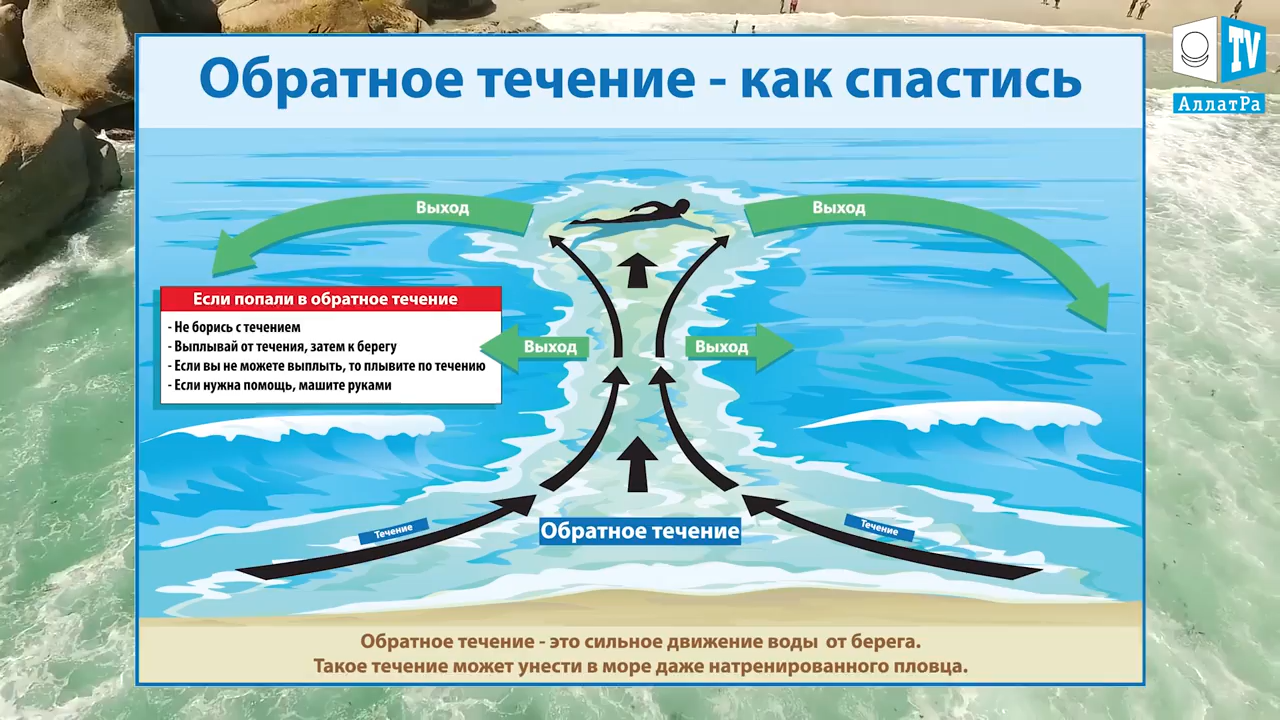 Обратное течение - как спастись
TV
АллатРа
Выход
Выход
Если попали в обратное течение
- Не борись с течением
- Выплывай от течения, затем к берегу
- Если вы не можете выплыть, то плывите по течению
- Если нужна помощь, машите руками
Выход
Выход
Течение
Обратное течение
Течение
Обратное течение - это сильное движение воды от берега.
Такое течение может унести в море даже натренированного пловца.